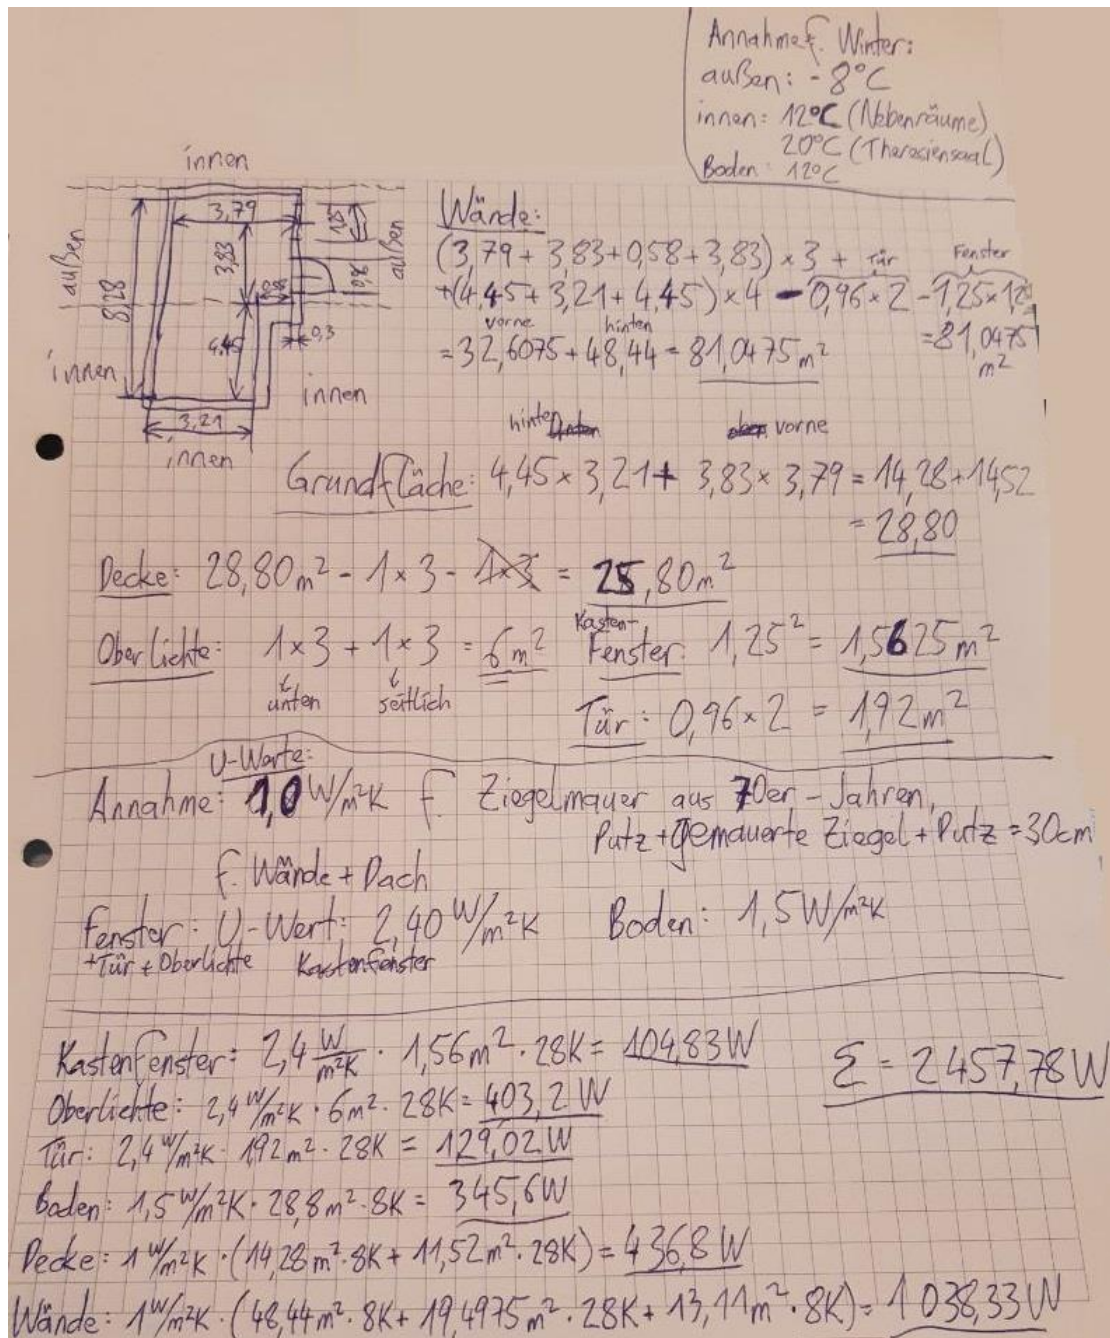 Annahme f. Winter:
außen: -8°C
innen: 12°C (Nebenräume)
20°C (Theresiensaal)
Boden: 12°C
innen
3,79
1,25
außen
außen
3,83
8,28
0,3
4,45
innen
innen
3,21
innen
Wände:
(3,79 + 3,83 + 0,58 + 3,83) × 3 + Tür Fenster
+(4,45 + 3,21 + 4,45) × 4 - 0,96 × 2 - 1,25 × 1,25
vorne hinten
= 32,6075 + 48,44 = 81,0475 m² = 81,0475 m²
hinten vorne
Grundfläche: 4,45 × 3,21 + 3,83 × 3,79 = 14,28 + 14,52
= 28,80
Decke: 28,80 m² - 1 × 3 - 1 × 3 = 25,80 m²
Oberlichte: 1 × 3 + 1 × 3 = 6 m² Kasten-Fenster: 1,25² = 1,5625 m²
unten seitlich
Tür: 0,96 × 2 = 1,92 m²
U-Werte:
Annahme: 1,0 W/m²K f. Ziegelmauer aus 70er-Jahren,
Putz + gemauerte Ziegel + Putz = 30cm
f. Wände + Dach
Fenster: U-Wert: 2,40 W/m²K Boden: 1,5 W/m²K
+Tür + Oberlichte Kastenfenster
Kastenfenster: 2,4 W/m²K · 1,56 m² · 28K = 104,83 W
Σ = 2457,78 W
Oberlichte: 2,4 W/m²K · 6 m² · 28K = 403,2 W
Tür: 2,4 W/m²K · 1,92 m² · 28K = 129,02 W
Boden: 1,5 W/m²K · 28,8 m² · 8K = 345,6 W
Decke: 1 W/m²K · (14,28 m² · 8K + 11,52 m² · 28K) = 436,8 W
Wände: 1 W/m²K · (48,44 m² · 8K + 19,4975 m² · 28K + 13,11 m² · 8K) = 1038,33 W